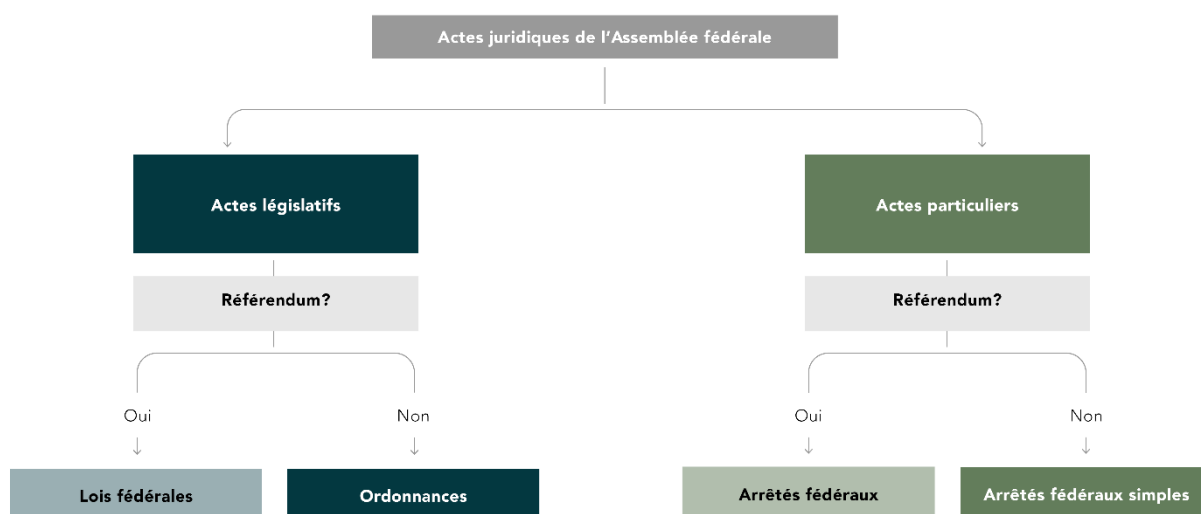 Actes juridiques de l'Assemblée fédérale
Actes législatifs
Actes particuliers
Référendum?
Référendum?
Oui
Non
Oui
Non
Lois fédérales
Ordonnances
Arrêtés fédéraux
Arrêtés fédéraux simples